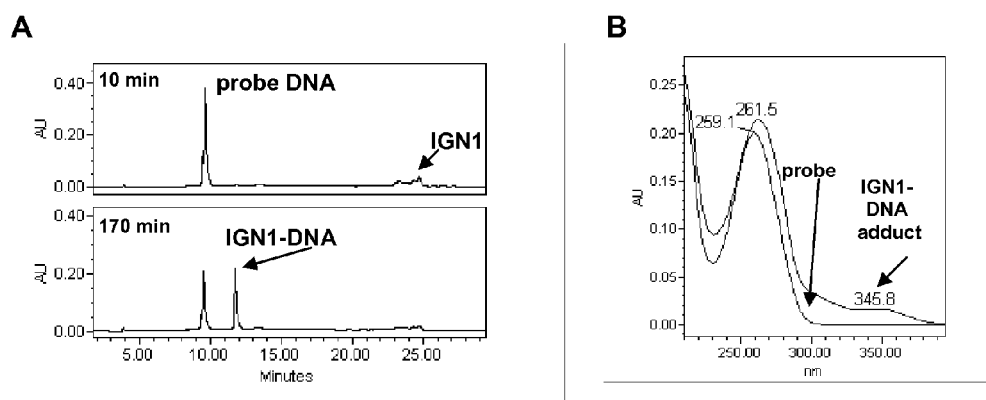 A
10 min
probe DNA
IGN1
0.40
0.20
0.00
AU
170 min
IGN1-DNA
0.40
0.20
0.00
AU
5.00 10.00 15.00 20.00 25.00
Minutes
B
0.25
0.20
0.15
0.10
0.05
0.00
AU
259.1
261.5
probe
IGN1-
DNA
adduct
345.8
250.00 300.00 350.00
nm